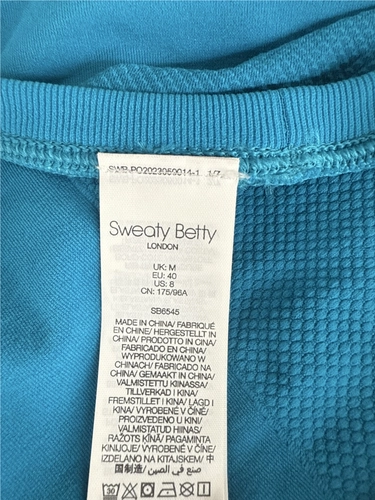 SWB-PO2023050014-1 1/7
Sweaty Betty
LONDON
UK: M
EU: 40
US: 8
CN: 175/96A
SB6545
MADE IN CHINA/ FABRIQUÉ
EN CHINE/ HERGESTELLT IN
CHINA/ PRODOTTO IN CINA/
FABRICADO EN CHINA/
WYPRODUKOWANO W
CHINACH/ FABRICADO NA
CHINA/ GEMAAKT IN CHINA/
VALMISTETTU KIINASSA/
TILLVERKAD I KINA/
FREMSTILLET I KINA/ LAGD I
KINA/ VYROBENÉ V ČÍNĚ/
PROIZVEDENO U KINI/
VALMISTATUD HIINAS/
RAŽOTS ĶĪNĀ/ PAGAMINTA
KINIJOJE/ VYROBENÉ V ČÍNE/
IZDELANO NA KITAJSKEM/ 中
国制造/ صنع في الصين
30